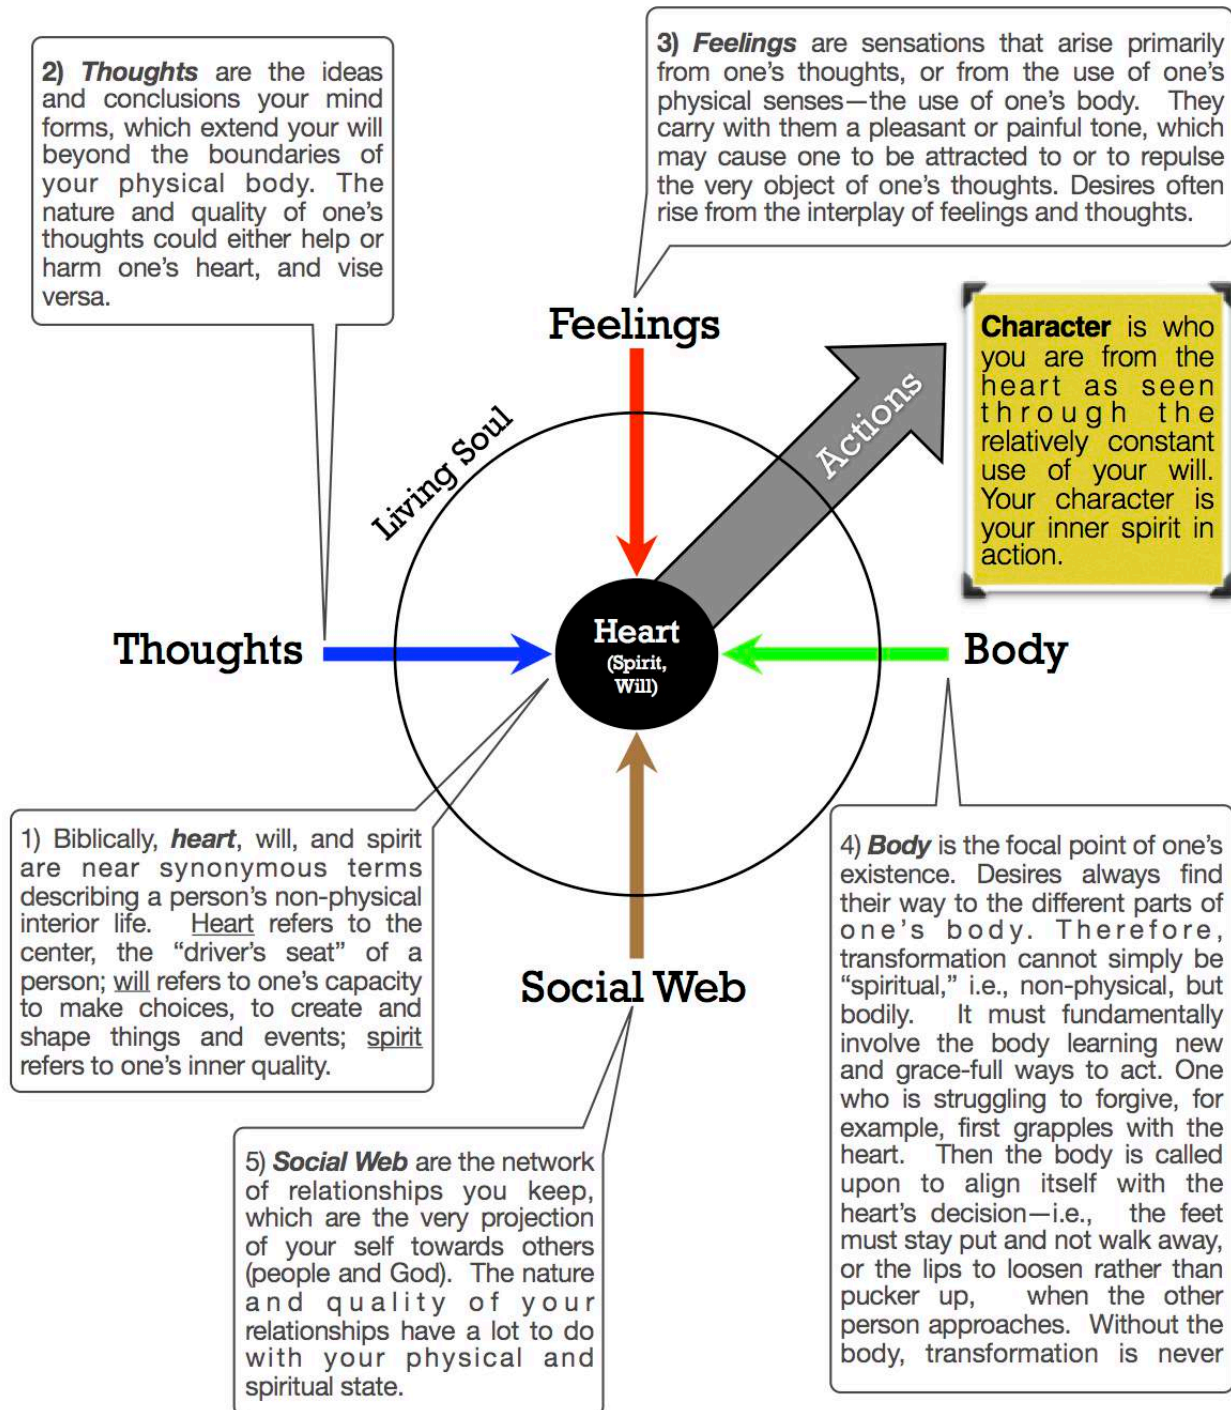 2) Thoughts are the ideas
and conclusions your mind
forms, which extend your will
beyond the boundaries of
your physical body. The
nature and quality of one's
thoughts could either help or
harm one's heart, and vise
versa.
3) Feelings are sensations that arise primarily
from one's thoughts, or from the use of one's
physical senses—the use of one's body. They
carry with them a pleasant or painful tone, which
may cause one to be attracted to or to repulse
the very object of one's thoughts. Desires often
rise from the interplay of feelings and thoughts.
Feelings
Character is who
you are from the
heart as seen
through the
relatively constant
use of your will.
Your character is
your inner spirit in
action.
Actions
Living Soul
Thoughts
Heart
(Spirit,
Will)
Body
Social Web
1) Biblically, heart, will, and spirit
are near synonymous terms
describing a person's non-physical
interior life. Heart refers to the
center, the "driver's seat" of a
person; will refers to one's capacity
to make choices, to create and
shape things and events; spirit
refers to one's inner quality.
4) Body is the focal point of one's
existence. Desires always find
their way to the different parts of
one's body. Therefore,
transformation cannot simply be
"spiritual," i.e., non-physical, but
bodily. It must fundamentally
involve the body learning new
and grace-full ways to act. One
who is struggling to forgive, for
example, first grapples with the
heart. Then the body is called
upon to align itself with the
heart's decision—i.e., the feet
must stay put and not walk away,
or the lips to loosen rather than
pucker up, when the other
person approaches. Without the
body, transformation is never
5) Social Web are the network
of relationships you keep,
which are the very projection
of your self towards others
(people and God). The nature
and quality of your
relationships have a lot to do
with your physical and
spiritual state.